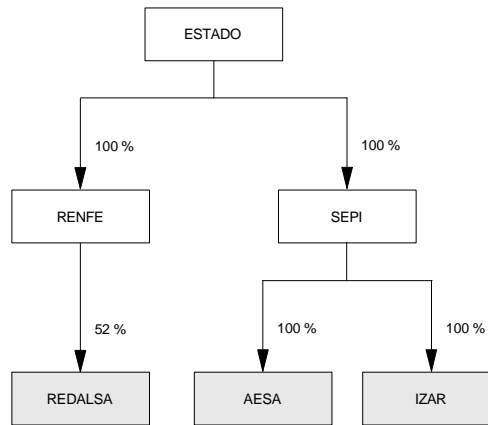 ESTADO
100 %
100 %
RENFE
SEPI
52 %
100 %
100 %
REDALSA
AESA
IZAR